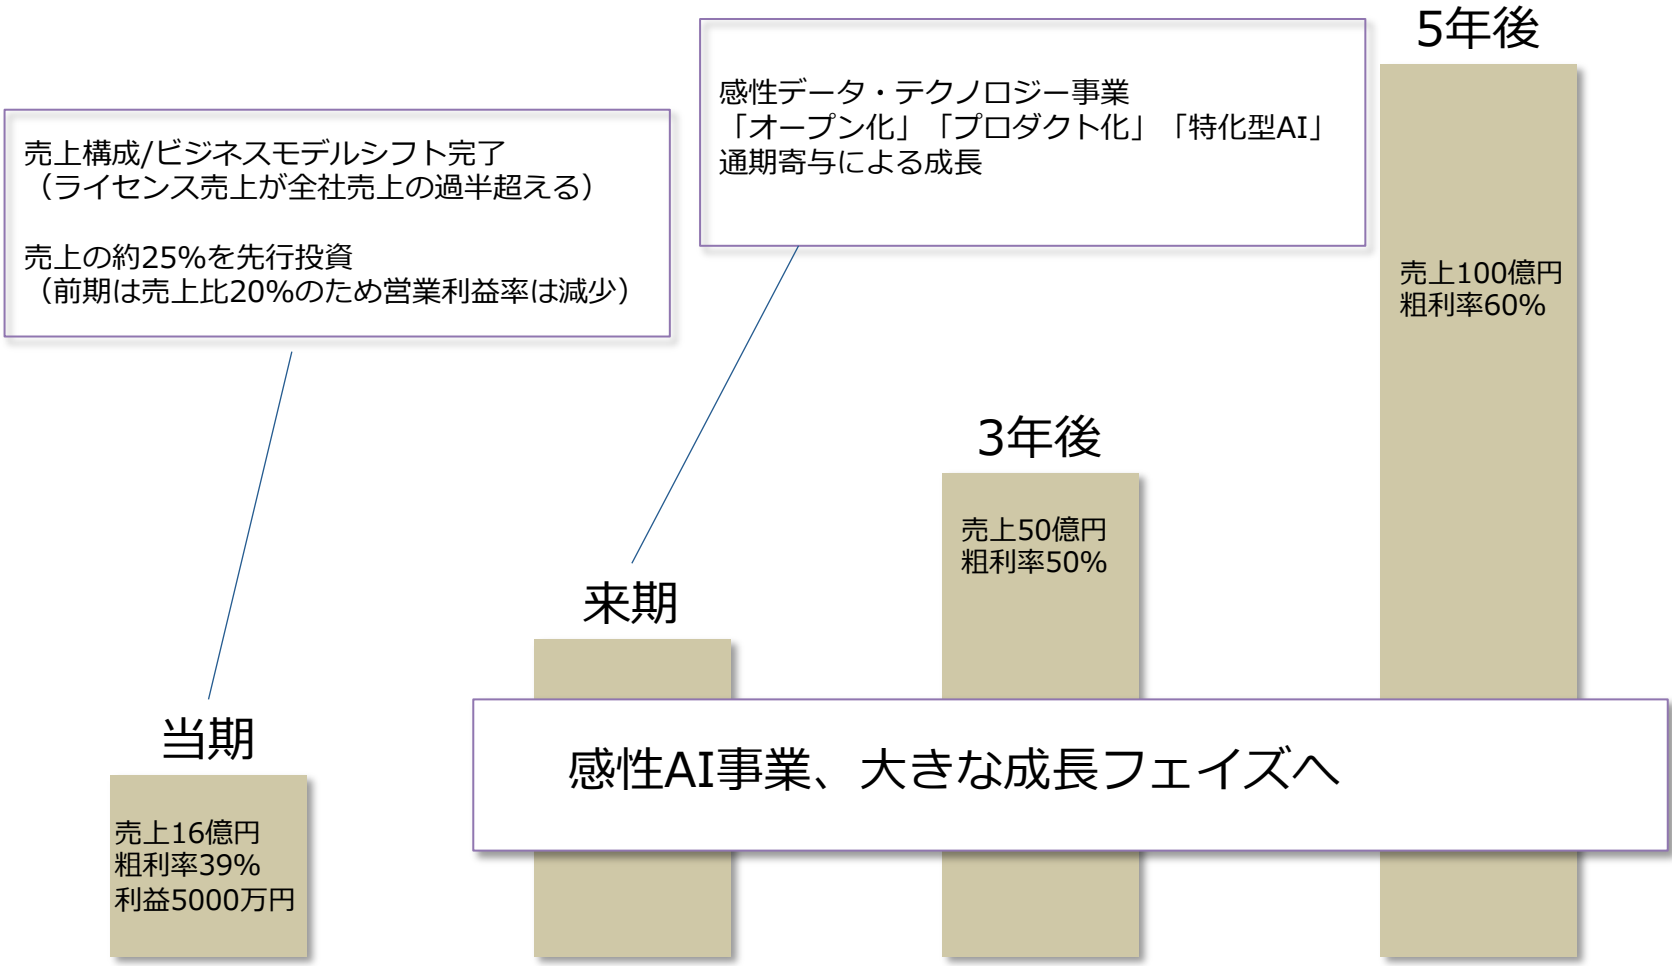 5年後
感性データ・テクノロジー事業
「オープン化」「プロダクト化」「特化型AI」
通期寄与による成長
売上構成/ビジネスモデルシフト完了
（ライセンス売上が全社売上の過半超える）
売上の約25%を先行投資
（前期は売上比20%のため営業利益率は減少）
売上100億円
粗利率60%
3年後
売上50億円
粗利率50%
来期
当期
感性AI事業、大きな成長フェイズへ
売上16億円
粗利率39%
利益5000万円